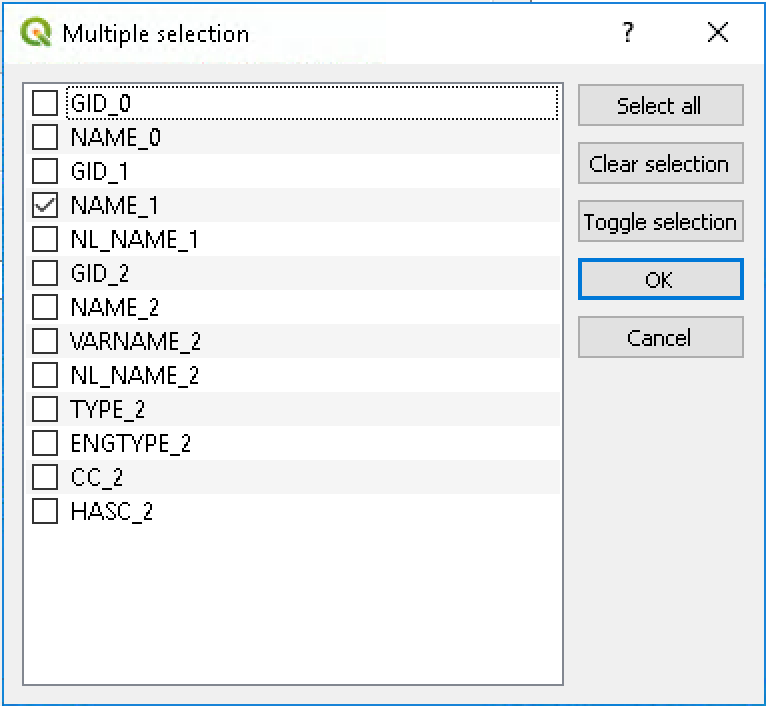 Multiple selection
?
GID_0
NAME_0
GID_1
NAME_1
NL_NAME_1
GID_2
NAME_2
VARNAME_2
NL_NAME_2
TYPE_2
ENGTYPE_2
CC_2
HASC_2
Select all
Clear selection
Toggle selection
OK
Cancel